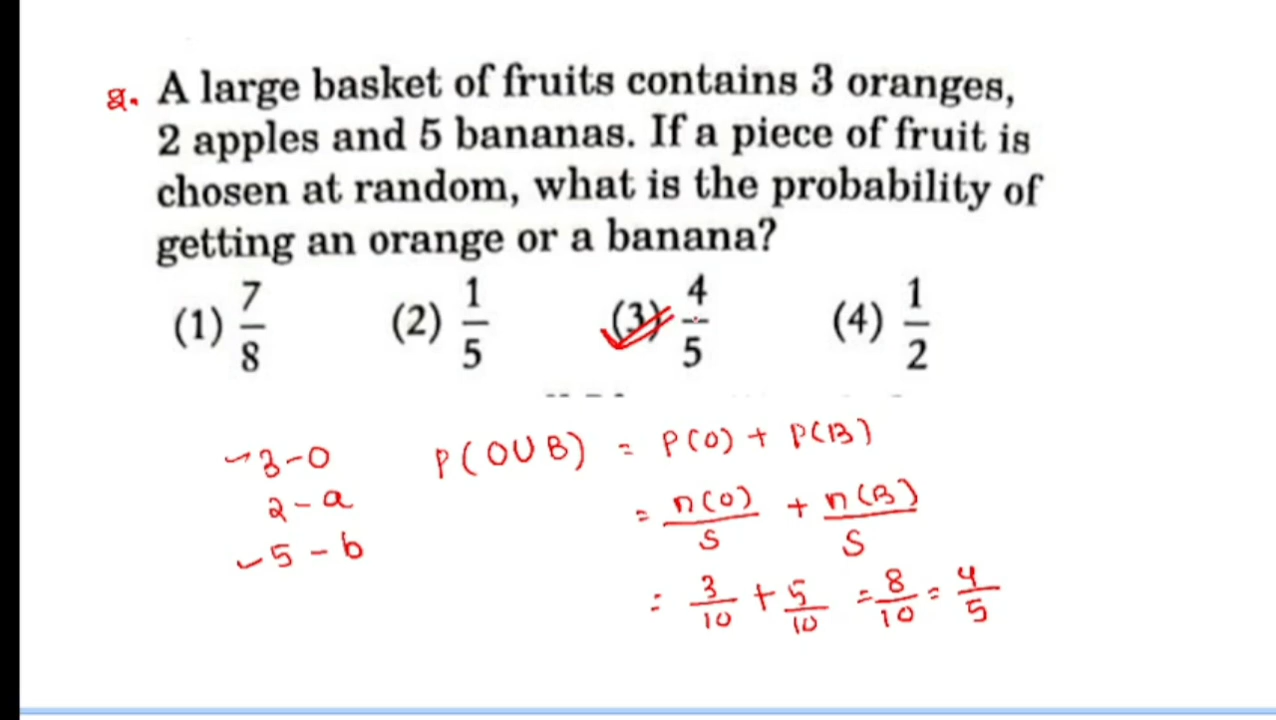 Q. A large basket of fruits contains 3 oranges,
2 apples and 5 bananas. If a piece of fruit is
chosen at random, what is the probability of
getting an orange or a banana?
(1) 7/8 (2) 1/5 (3) 4/5 (4) 1/2
3-O
2-a
5-b
P(OUB) = P(O) + P(B)
= n(O)/S + n(B)/S
= 3/10 + 5/10 = 8/10 = 4/5